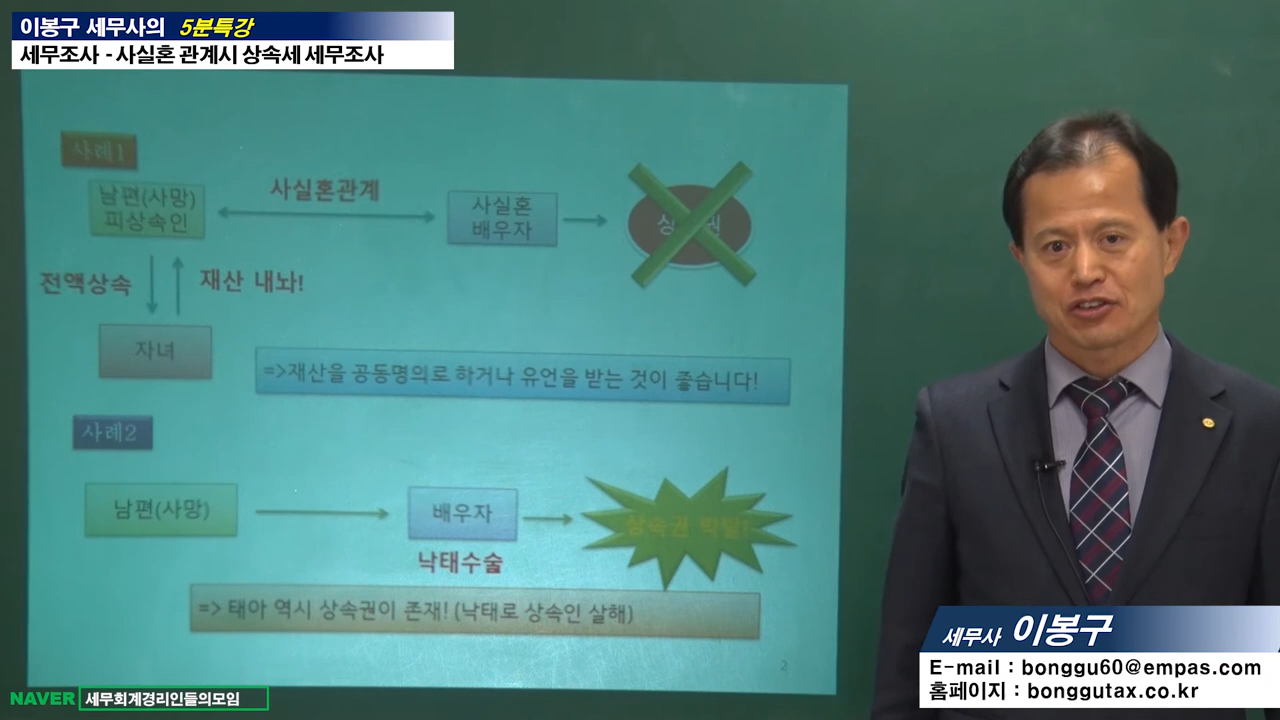 이봉구 세무사의 5분특강
세무조사 - 사실혼 관계시 상속세 세무조사
사례1
남편(사망)
피상속인
사실혼관계
사실혼
배우자
전액상속
재산 내놔!
자녀
=>재산을 공동명의로 하거나 유언을 받는 것이 좋습니다!
사례2
남편(사망)
배우자
낙태수술
상속권 박탈!
=> 태아 역시 상속권이 존재! (낙태로 상속인 살해)
2
세무사 이봉구
E-mail : bonggu60@empas.com
홈페이지 : bonggutax.co.kr
NAVER 세무회계경리인들의모임